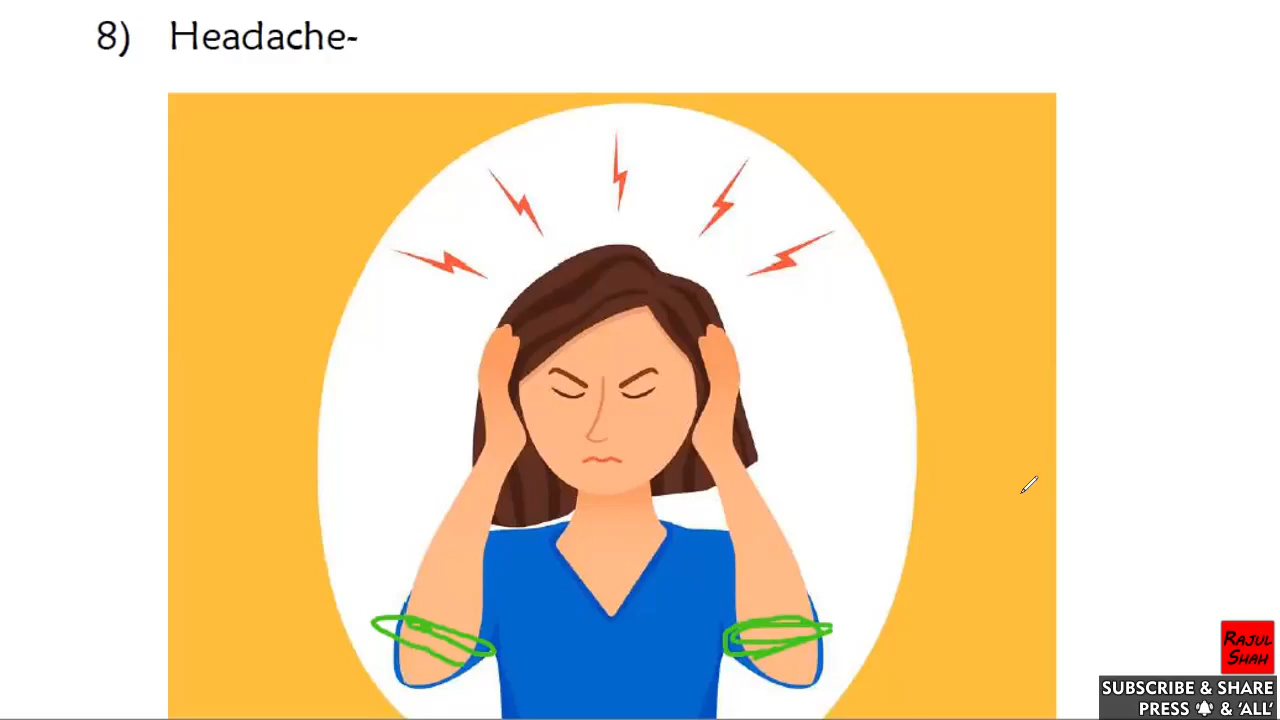 8) Headache-
RAJUL
SHAH
SUBSCRIBE & SHARE
PRESS & 'ALL'